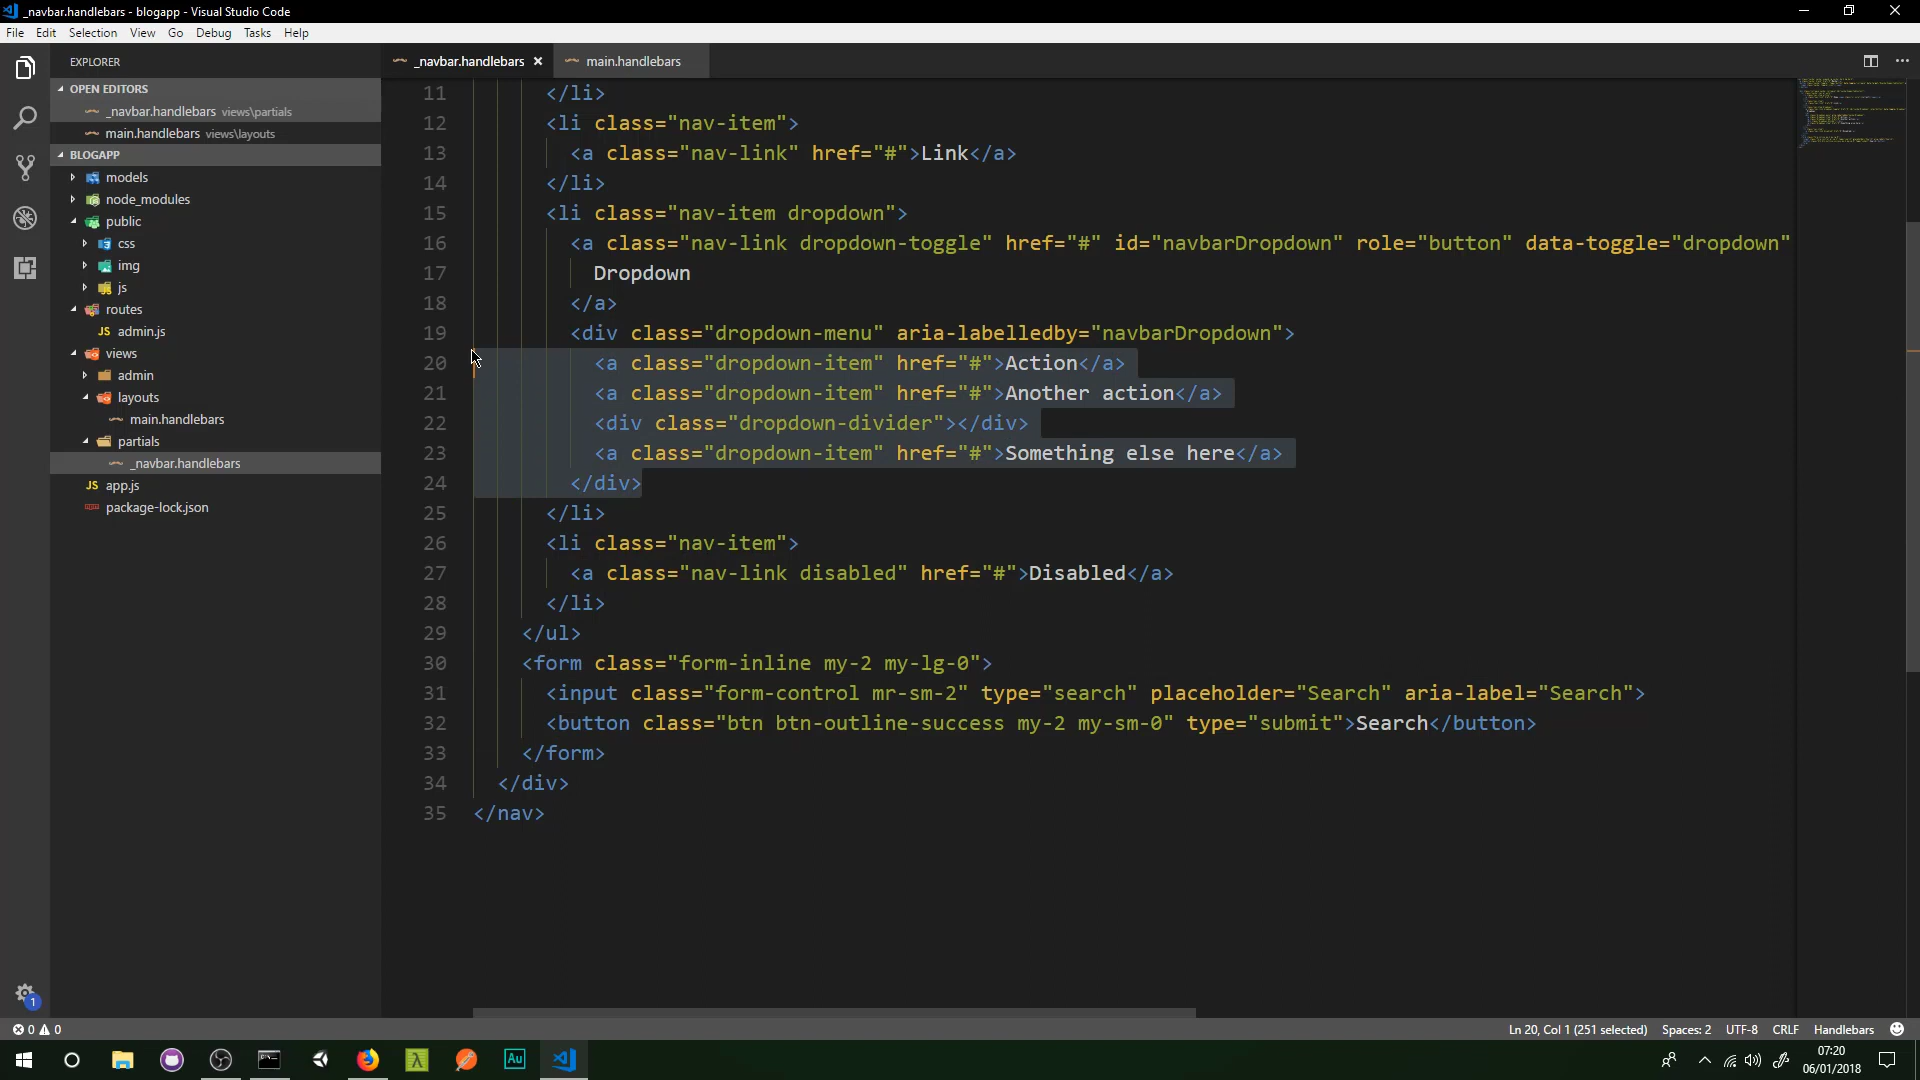 _navbar.handlebars - blogapp - Visual Studio Code
File Edit Selection View Go Debug Tasks Help
EXPLORER
OPEN EDITORS
_navbar.handlebars views\partials
main.handlebars views\layouts
BLOGAPP
models
node_modules
public
css
img
js
routes
JS admin.js
views
admin
layouts
main.handlebars
partials
_navbar.handlebars
JS app.js
package-lock.json
1
_navbar.handlebars × main.handlebars
11 </li>
12 <li class="nav-item">
13 <a class="nav-link" href="#">Link</a>
14 </li>
15 <li class="nav-item dropdown">
16 <a class="nav-link dropdown-toggle" href="#" id="navbarDropdown" role="button" data-toggle="dropdown"
17 Dropdown
18 </a>
19 <div class="dropdown-menu" aria-labelledby="navbarDropdown">
20 <a class="dropdown-item" href="#">Action</a>
21 <a class="dropdown-item" href="#">Another action</a>
22 <div class="dropdown-divider"></div>
23 <a class="dropdown-item" href="#">Something else here</a>
24 </div>
25 </li>
26 <li class="nav-item">
27 <a class="nav-link disabled" href="#">Disabled</a>
28 </li>
29 </ul>
30 <form class="form-inline my-2 my-lg-0">
31 <input class="form-control mr-sm-2" type="search" placeholder="Search" aria-label="Search">
32 <button class="btn btn-outline-success my-2 my-sm-0" type="submit">Search</button>
33 </form>
34 </div>
35 </nav>
0 0 Ln 20, Col 1 (251 selected) Spaces: 2 UTF-8 CRLF Handlebars
Au
07:20
06/01/2018